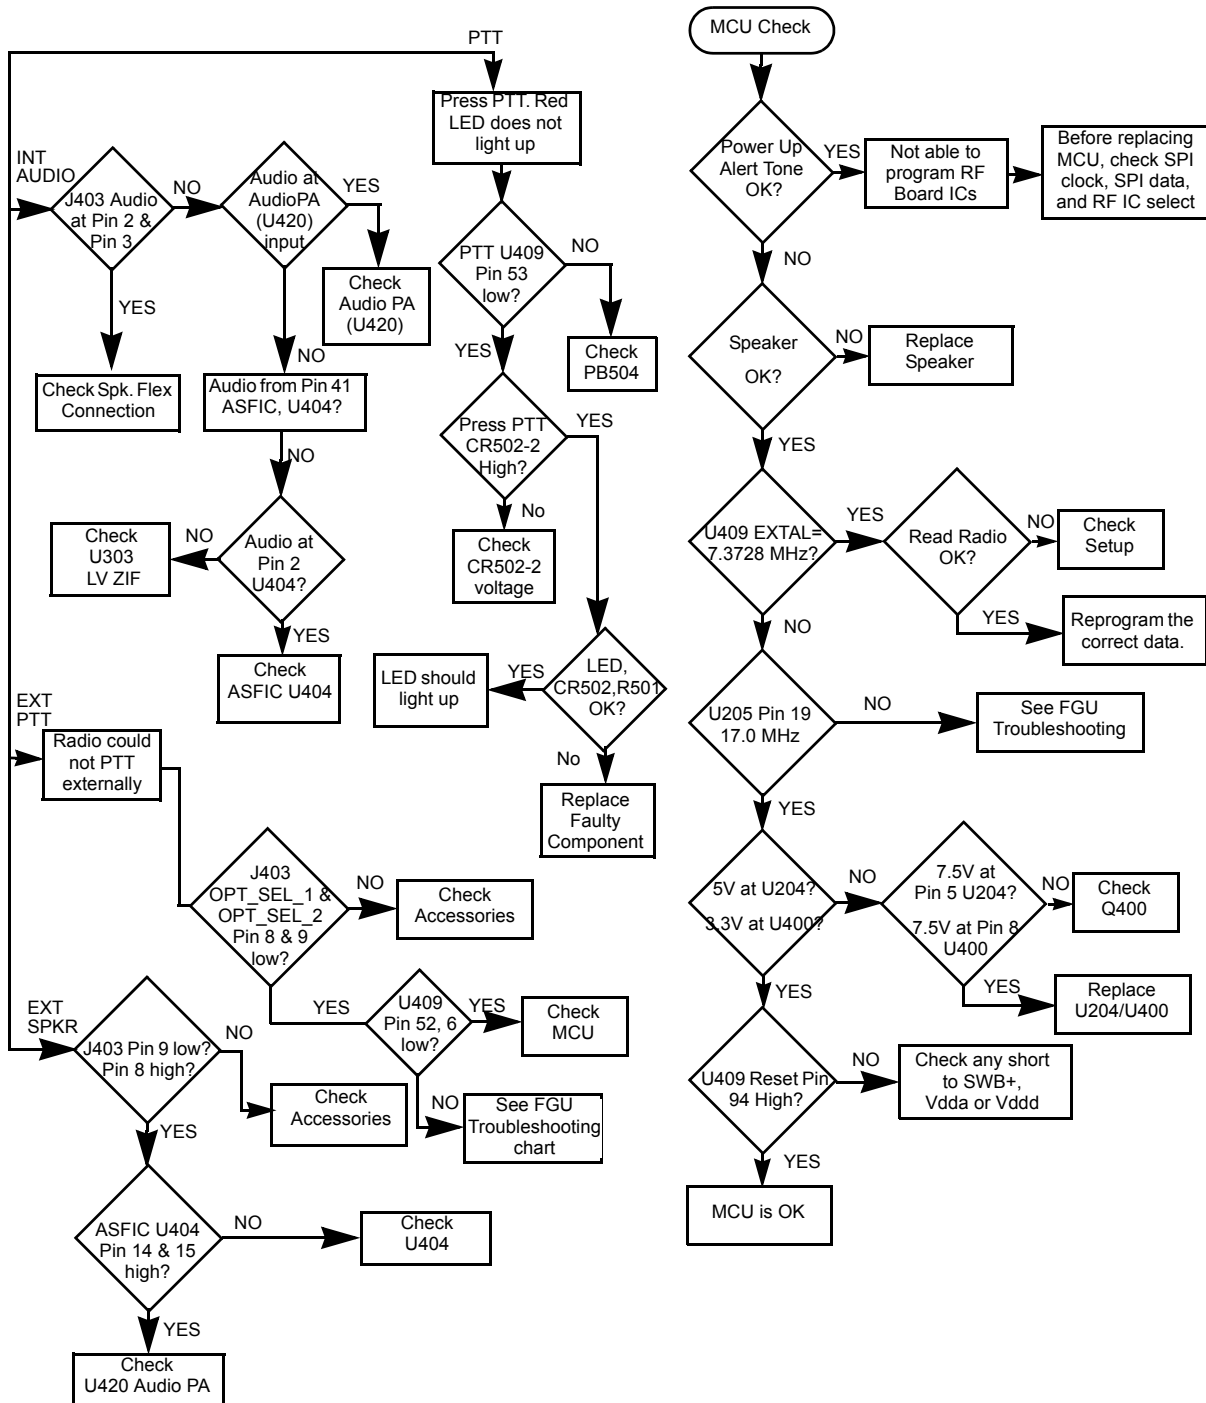 PTT
Press PTT. Red
LED does not
light up
INT
AUDIO
J403 Audio
at Pin 2 &
Pin 3
NO
Audio at
AudioPA
(U420)
input
YES
Check
Audio PA
(U420)
YES
Check Spk. Flex
Connection
NO
Audio from Pin 41
ASFIC, U404?
NO
Audio at
Pin 2
U404?
NO
Check
U303
LV ZIF
YES
Check
ASFIC U404
PTT U409
Pin 53
low?
NO
Check
PB504
YES
Press PTT
CR502-2
High?
YES
No
Check
CR502-2
voltage
LED,
CR502,R501
OK?
YES
LED should
light up
No
Replace
Faulty
Component
EXT
PTT
Radio could
not PTT
externally
J403
OPT_SEL_1 &
OPT_SEL_2
Pin 8 & 9
low?
NO
Check
Accessories
YES
U409
Pin 52, 6
low?
YES
Check
MCU
NO
See FGU
Troubleshooting
chart
EXT
SPKR
J403 Pin 9 low?
Pin 8 high?
NO
Check
Accessories
YES
ASFIC U404
Pin 14 & 15
high?
NO
Check
U404
YES
Check
U420 Audio PA
MCU Check
Power Up
Alert Tone
OK?
YES
Not able to
program RF
Board ICs
Before replacing
MCU, check SPI
clock, SPI data,
and RF IC select
NO
Speaker
OK?
NO
Replace
Speaker
YES
U409 EXTAL=
7.3728 MHz?
YES
Read Radio
OK?
NO
Check
Setup
YES
Reprogram the
correct data.
NO
U205 Pin 19
17.0 MHz
NO
See FGU
Troubleshooting
YES
5V at U204?
3.3V at U400?
NO
7.5V at
Pin 5 U204?
7.5V at Pin 8
U400
NO
Check
Q400
YES
Replace
U204/U400
YES
U409 Reset Pin
94 High?
NO
Check any short
to SWB+,
Vdda or Vddd
YES
MCU is OK